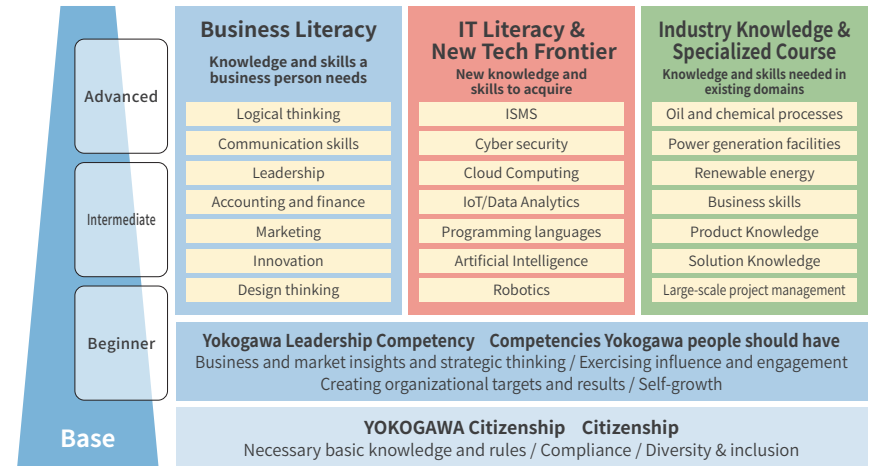 Advanced
Intermediate
Beginner
Base
Business Literacy
Knowledge and skills a
business person needs
Logical thinking
Communication skills
Leadership
Accounting and finance
Marketing
Innovation
Design thinking
IT Literacy &
New Tech Frontier
New knowledge and
skills to acquire
ISMS
Cyber security
Cloud Computing
IoT/Data Analytics
Programming languages
Artificial Intelligence
Robotics
Industry Knowledge &
Specialized Course
Knowledge and skills needed in
existing domains
Oil and chemical processes
Power generation facilities
Renewable energy
Business skills
Product Knowledge
Solution Knowledge
Large-scale project management
Yokogawa Leadership Competency Competencies Yokogawa people should have
Business and market insights and strategic thinking / Exercising influence and engagement
Creating organizational targets and results / Self-growth
YOKOGAWA Citizenship Citizenship
Necessary basic knowledge and rules / Compliance / Diversity & inclusion